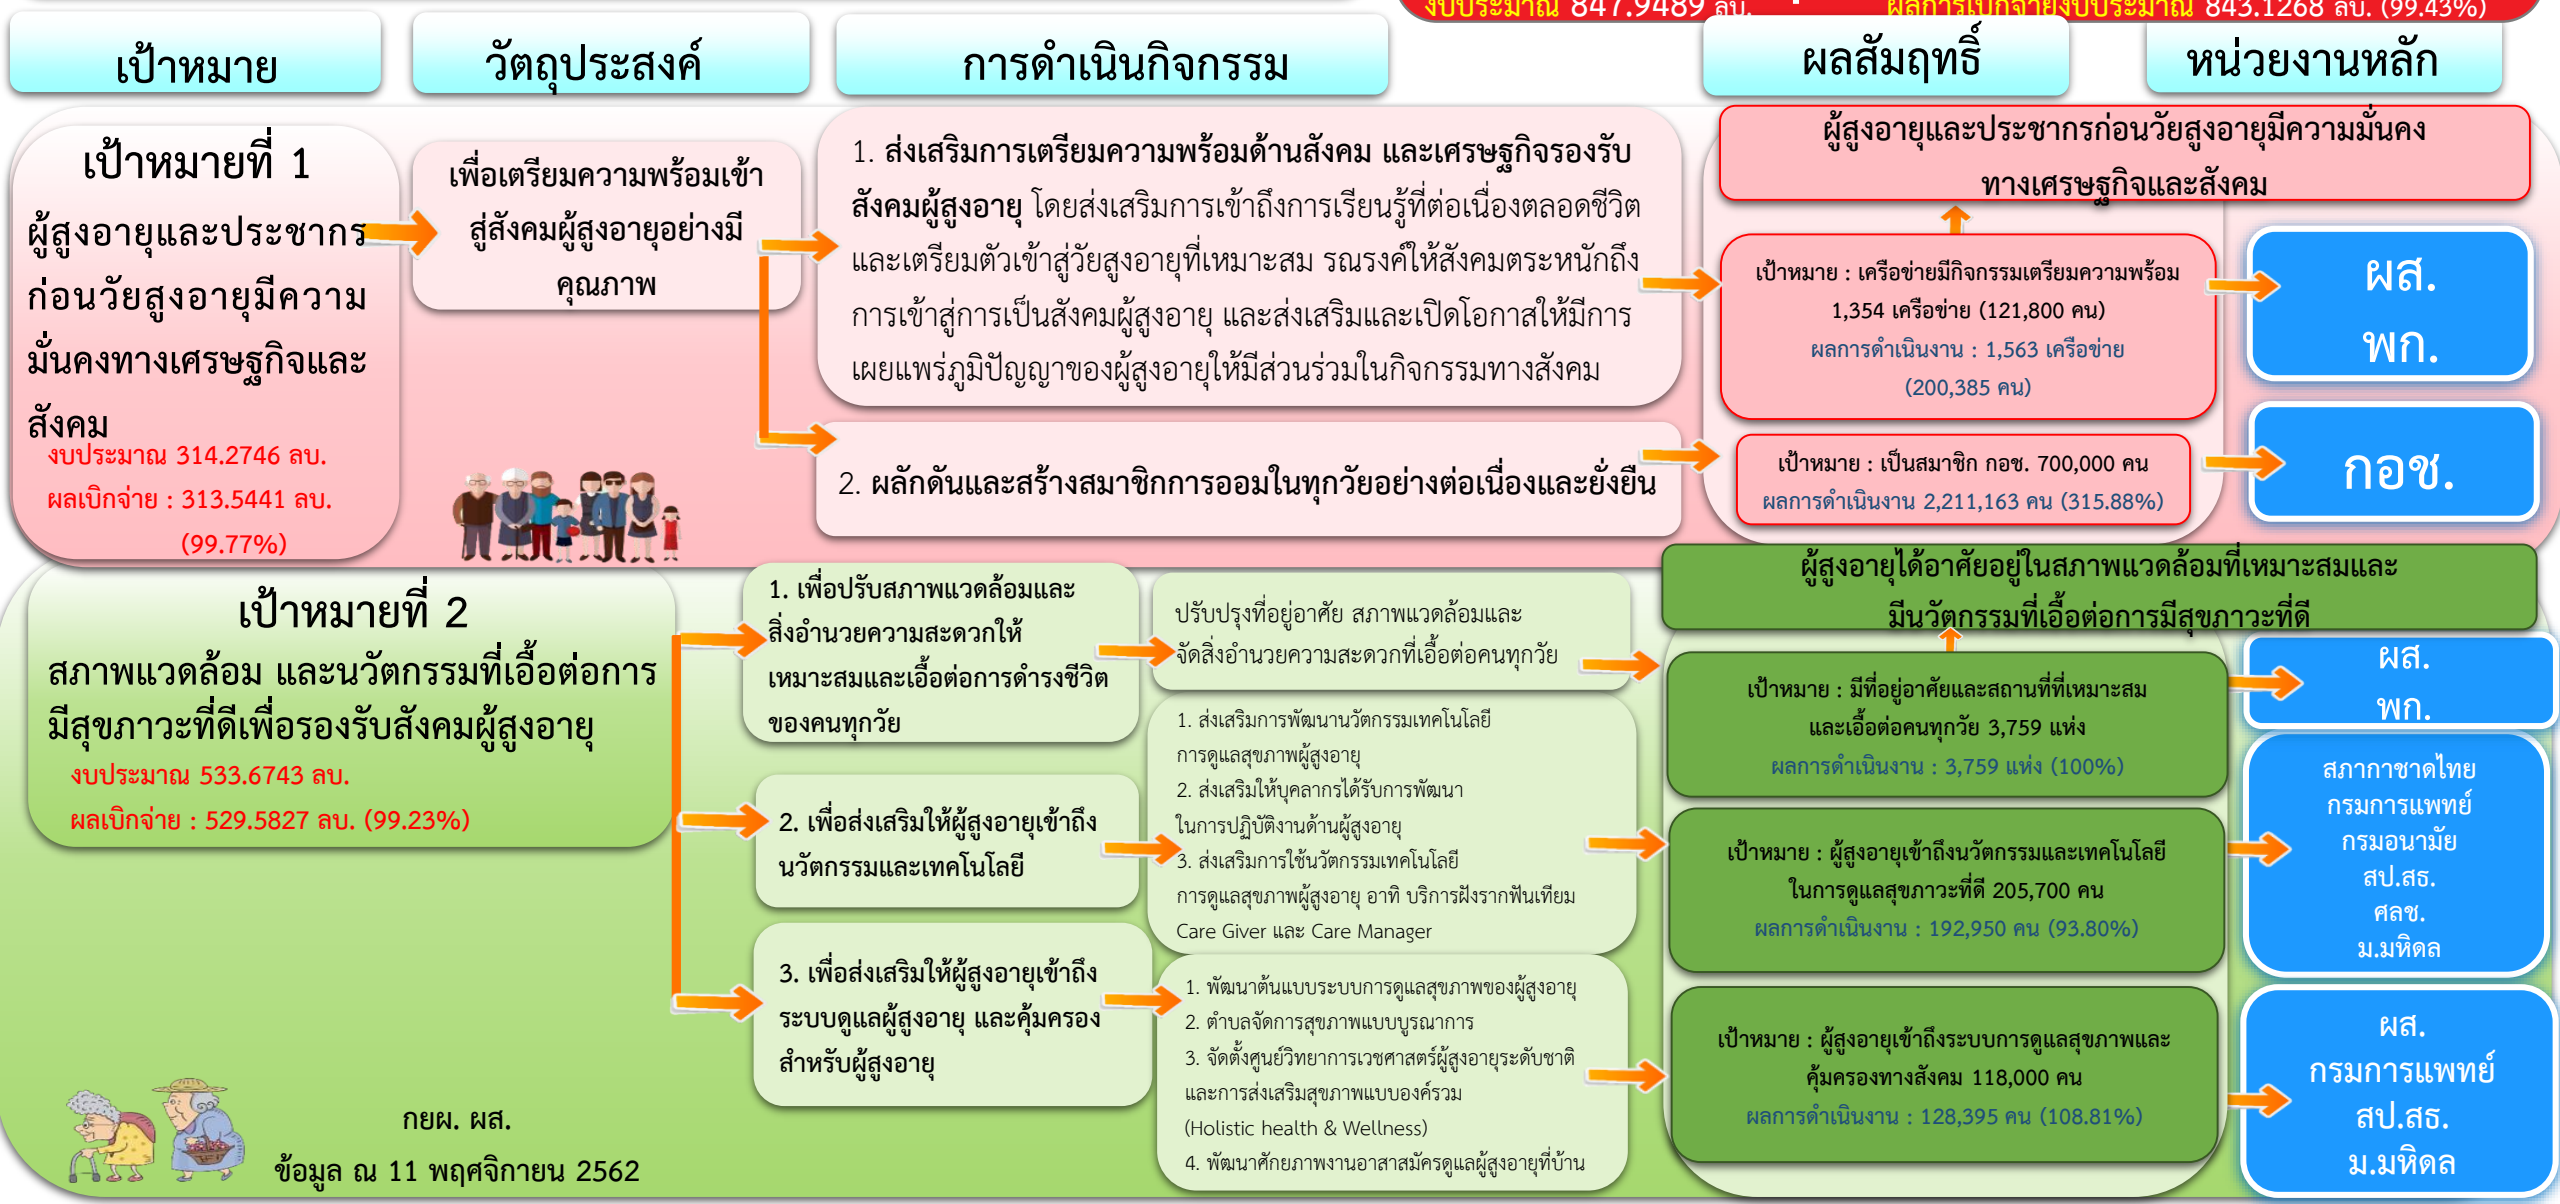 งบประมาณ 847.9489 ลบ.
ผลการเบิกจ่ายงบประมาณ 843.1268 ลบ. (99.43%)
เป้าหมาย
วัตถุประสงค์
การดำเนินกิจกรรม
ผลสัมฤทธิ์
หน่วยงานหลัก
เป้าหมายที่ 1
ผู้สูงอายุและประชากร
ก่อนวัยสูงอายุมีความ
มั่นคงทางเศรษฐกิจและ
สังคม
งบประมาณ 314.2746 ลบ.
ผลเบิกจ่าย : 313.5441 ลบ.
(99.77%)
เพื่อเตรียมความพร้อมเข้า
สู่สังคมผู้สูงอายุอย่างมี
คุณภาพ
1. ส่งเสริมการเตรียมความพร้อมด้านสังคม และเศรษฐกิจรองรับ
สังคมผู้สูงอายุ โดยส่งเสริมการเข้าถึงการเรียนรู้ที่ต่อเนื่องตลอดชีวิต
และเตรียมตัวเข้าสู่วัยสูงอายุที่เหมาะสม รณรงค์ให้สังคมตระหนักถึง
การเข้าสู่การเป็นสังคมผู้สูงอายุ และส่งเสริมและเปิดโอกาสให้มีการ
เผยแพร่ภูมิปัญญาของผู้สูงอายุให้มีส่วนร่วมในกิจกรรมทางสังคม
2. ผลักดันและสร้างสมาชิกการออมในทุกวัยอย่างต่อเนื่องและยั่งยืน
ผู้สูงอายุและประชากรก่อนวัยสูงอายุมีความมั่นคง
ทางเศรษฐกิจและสังคม
เป้าหมาย : เครือข่ายมีกิจกรรมเตรียมความพร้อม
1,354 เครือข่าย (121,800 คน)
ผลการดำเนินงาน : 1,563 เครือข่าย
(200,385 คน)
ผส.
พก.
เป้าหมาย : เป็นสมาชิก กอช. 700,000 คน
ผลการดำเนินงาน 2,211,163 คน (315.88%)
กอช.
เป้าหมายที่ 2
สภาพแวดล้อม และนวัตกรรมที่เอื้อต่อการ
มีสุขภาวะที่ดีเพื่อรองรับสังคมผู้สูงอายุ
งบประมาณ 533.6743 ลบ.
ผลเบิกจ่าย : 529.5827 ลบ. (99.23%)
1. เพื่อปรับสภาพแวดล้อมและ
สิ่งอำนวยความสะดวกให้
เหมาะสมและเอื้อต่อการดำรงชีวิต
ของคนทุกวัย
2. เพื่อส่งเสริมให้ผู้สูงอายุเข้าถึง
นวัตกรรมและเทคโนโลยี
3. เพื่อส่งเสริมให้ผู้สูงอายุเข้าถึง
ระบบดูแลผู้สูงอายุ และคุ้มครอง
สำหรับผู้สูงอายุ
ปรับปรุงที่อยู่อาศัย สภาพแวดล้อมและ
จัดสิ่งอำนวยความสะดวกที่เอื้อต่อคนทุกวัย
1. ส่งเสริมการพัฒนานวัตกรรมเทคโนโลยี
การดูแลสุขภาพผู้สูงอายุ
2. ส่งเสริมให้บุคลากรได้รับการพัฒนา
ในการปฏิบัติงานด้านผู้สูงอายุ
3. ส่งเสริมการใช้นวัตกรรมเทคโนโลยี
การดูแลสุขภาพผู้สูงอายุ อาทิ บริการฝังรากฟันเทียม
Care Giver และ Care Manager
1. พัฒนาต้นแบบระบบการดูแลสุขภาพของผู้สูงอายุ
2. ตำบลจัดการสุขภาพแบบบูรณาการ
3. จัดตั้งศูนย์วิทยาการเวชศาสตร์ผู้สูงอายุระดับชาติ
และการส่งเสริมสุขภาพแบบองค์รวม
(Holistic health & Wellness)
4. พัฒนาศักยภาพงานอาสาสมัครดูแลผู้สูงอายุที่บ้าน
ผู้สูงอายุได้อาศัยอยู่ในสภาพแวดล้อมที่เหมาะสมและ
มีนวัตกรรมที่เอื้อต่อการมีสุขภาวะที่ดี
เป้าหมาย : มีที่อยู่อาศัยและสถานที่ที่เหมาะสม
และเอื้อต่อคนทุกวัย 3,759 แห่ง
ผลการดำเนินงาน : 3,759 แห่ง (100%)
ผส.
พก.
เป้าหมาย : ผู้สูงอายุเข้าถึงนวัตกรรมและเทคโนโลยี
ในการดูแลสุขภาวะที่ดี 205,700 คน
ผลการดำเนินงาน : 192,950 คน (93.80%)
สภากาชาดไทย
กรมการแพทย์
กรมอนามัย
สป.สธ.
ศลช.
ม.มหิดล
เป้าหมาย : ผู้สูงอายุเข้าถึงระบบการดูแลสุขภาพและ
คุ้มครองทางสังคม 118,000 คน
ผลการดำเนินงาน : 128,395 คน (108.81%)
ผส.
กรมการแพทย์
สป.สธ.
ม.มหิดล
กยผ. ผส.
ข้อมูล ณ 11 พฤศจิกายน 2562